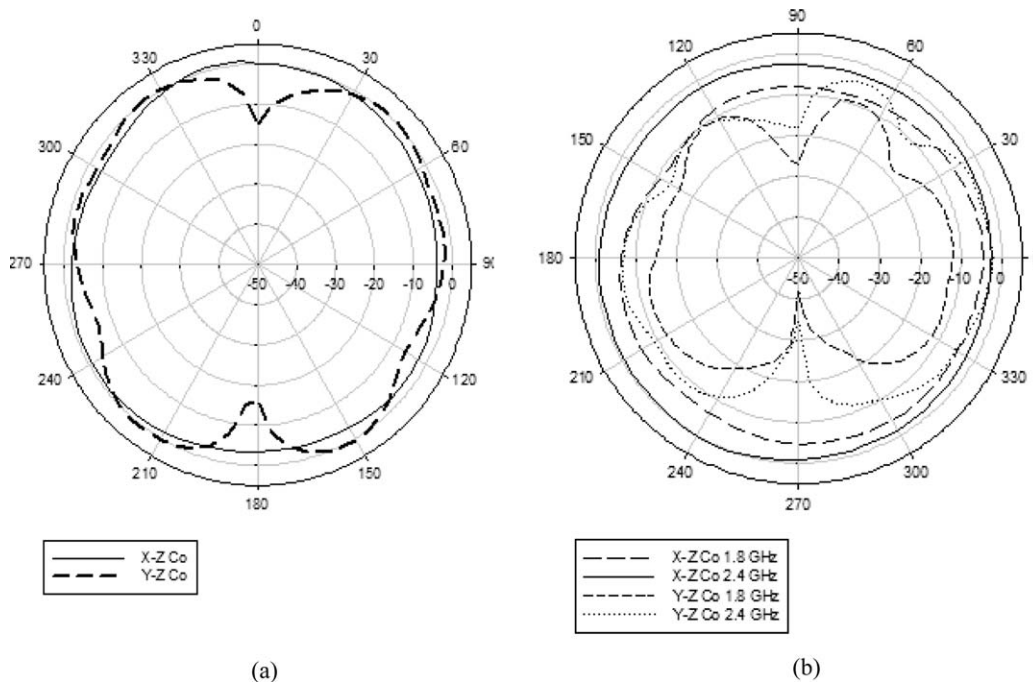 0
330 30
300 60
270 -50 -40 -30 -20 0 90
240 120
210 150
180
X-Z Co
Y-Z Co
(a)
90
120 60
150 30
180 -50 -40 -30 -20 0
210 330
240 300
270
X-Z Co 1.8 GHz
X-Z Co 2.4 GHz
Y-Z Co 1.8 GHz
Y-Z Co 2.4 GHz
(b)